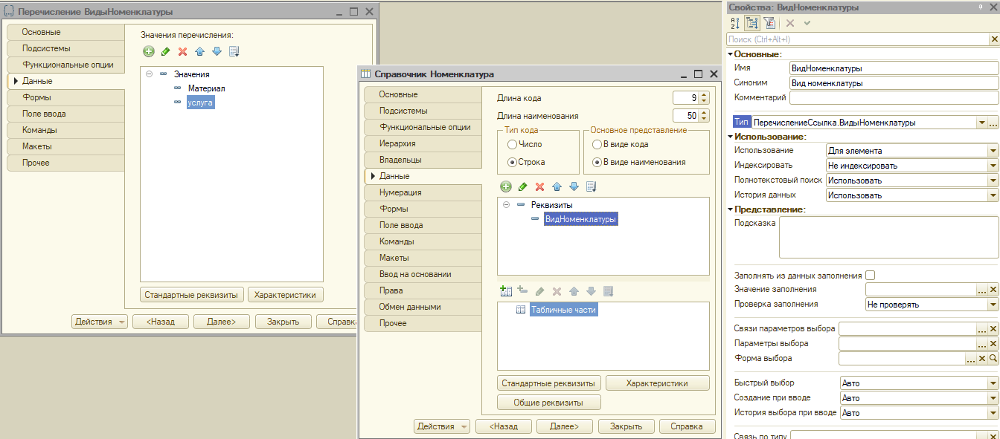 Перечисление ВидыНоменклатуры
Основные
Подсистемы
Функциональные опции
Данные
Формы
Поле ввода
Команды
Макеты
Прочее
Значения перечисления:
Значения
Материал
услуга
Стандартные реквизиты
Характеристики
Действия
<Назад
Далее>
Закрыть
Справка
Справочник Номенклатура
Основные
Подсистемы
Функциональные опции
Иерархия
Владельцы
Данные
Нумерация
Формы
Поле ввода
Команды
Макеты
Ввод на основании
Права
Обмен данными
Прочее
Длина кода 9
Длина наименования 50
Тип кода
Число
Строка
Основное представление
В виде кода
В виде наименования
Реквизиты
ВидНоменклатуры
Табличные части
Стандартные реквизиты
Характеристики
Общие реквизиты
Действия
<Назад
Далее>
Закрыть
Справка
Свойства: ВидНоменклатуры
Поиск (Ctrl+Alt+I)
Основные:
Имя ВидНоменклатуры
Синоним Вид номенклатуры
Комментарий
Тип ПеречислениеСсылка.ВидыНоменклатуры
Использование:
Использование Для элемента
Индексировать Не индексировать
Полнотекстовый поиск Использовать
История данных Использовать
Представление:
Подсказка
Заполнять из данных заполнения
Значение заполнения
Проверка заполнения Не проверять
Связи параметров выбора
Параметры выбора
Форма выбора
Быстрый выбор Авто
Создание при вводе Авто
История выбора при вводе Авто
Связь по типу